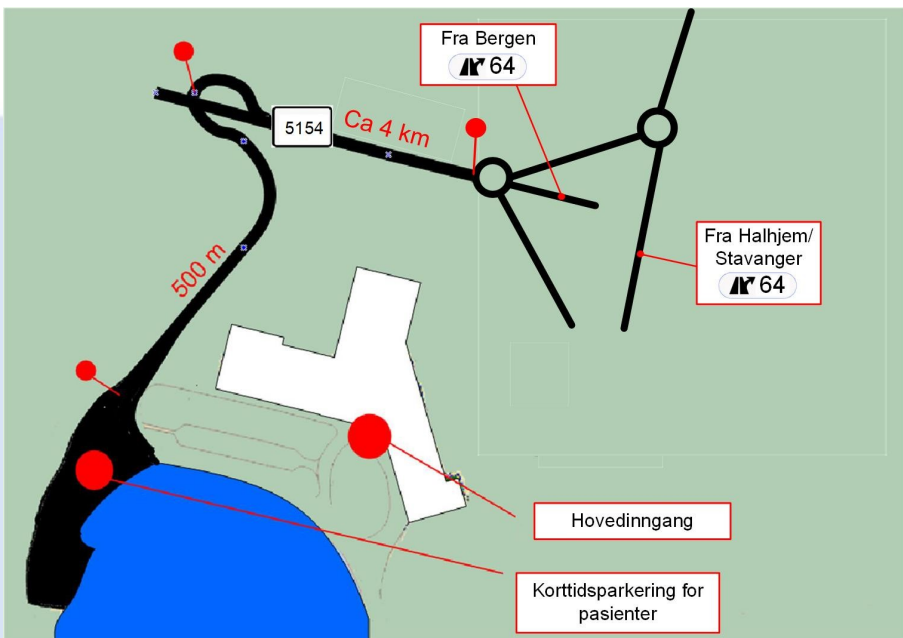 Fra Bergen
64
5154
Ca 4 km
Fra Halhjem/
Stavanger
64
500 m
Hovedinngang
Korttidsparkering for
pasienter